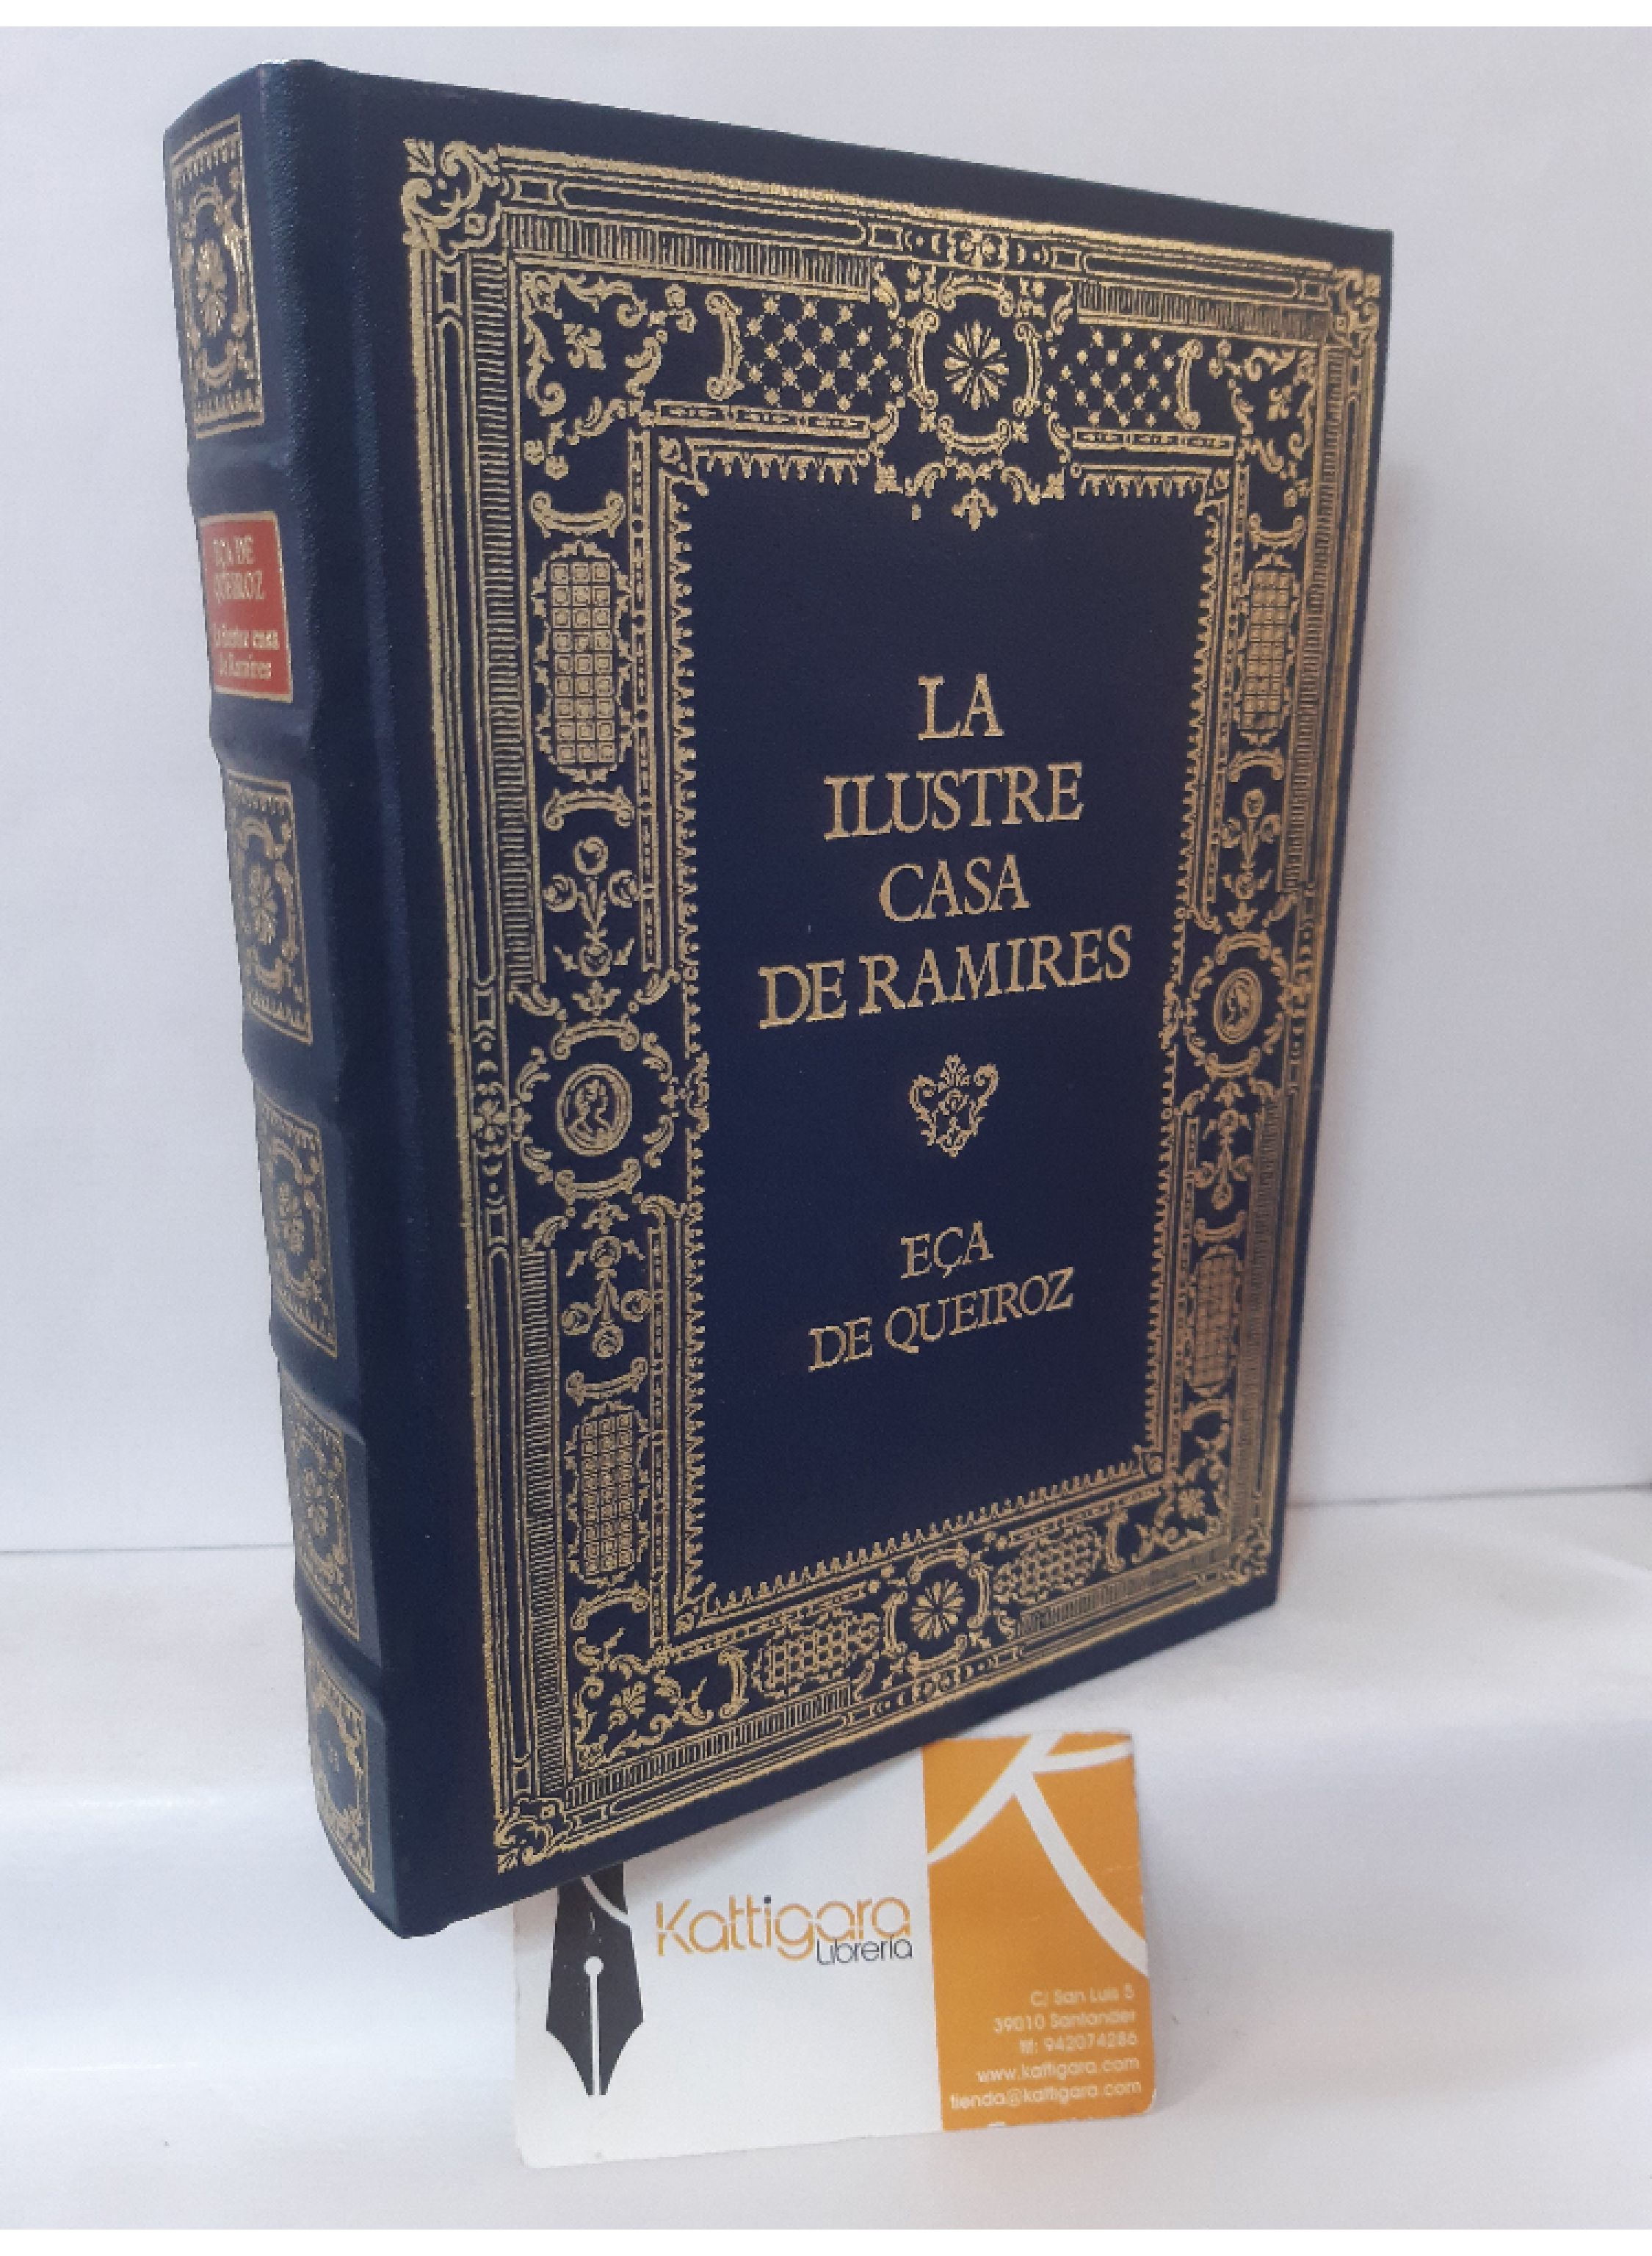 EÇA DE
QUEIROZ
La ilustre casa
de Ramires
LA
ILUSTRE
CASA
DE RAMIRES
EÇA
DE QUEIROZ
Kattigara
Librería
C/ San Luis 5
39010 Santander
tlf: 942074286
www.kattigara.com
tienda@kattigara.com